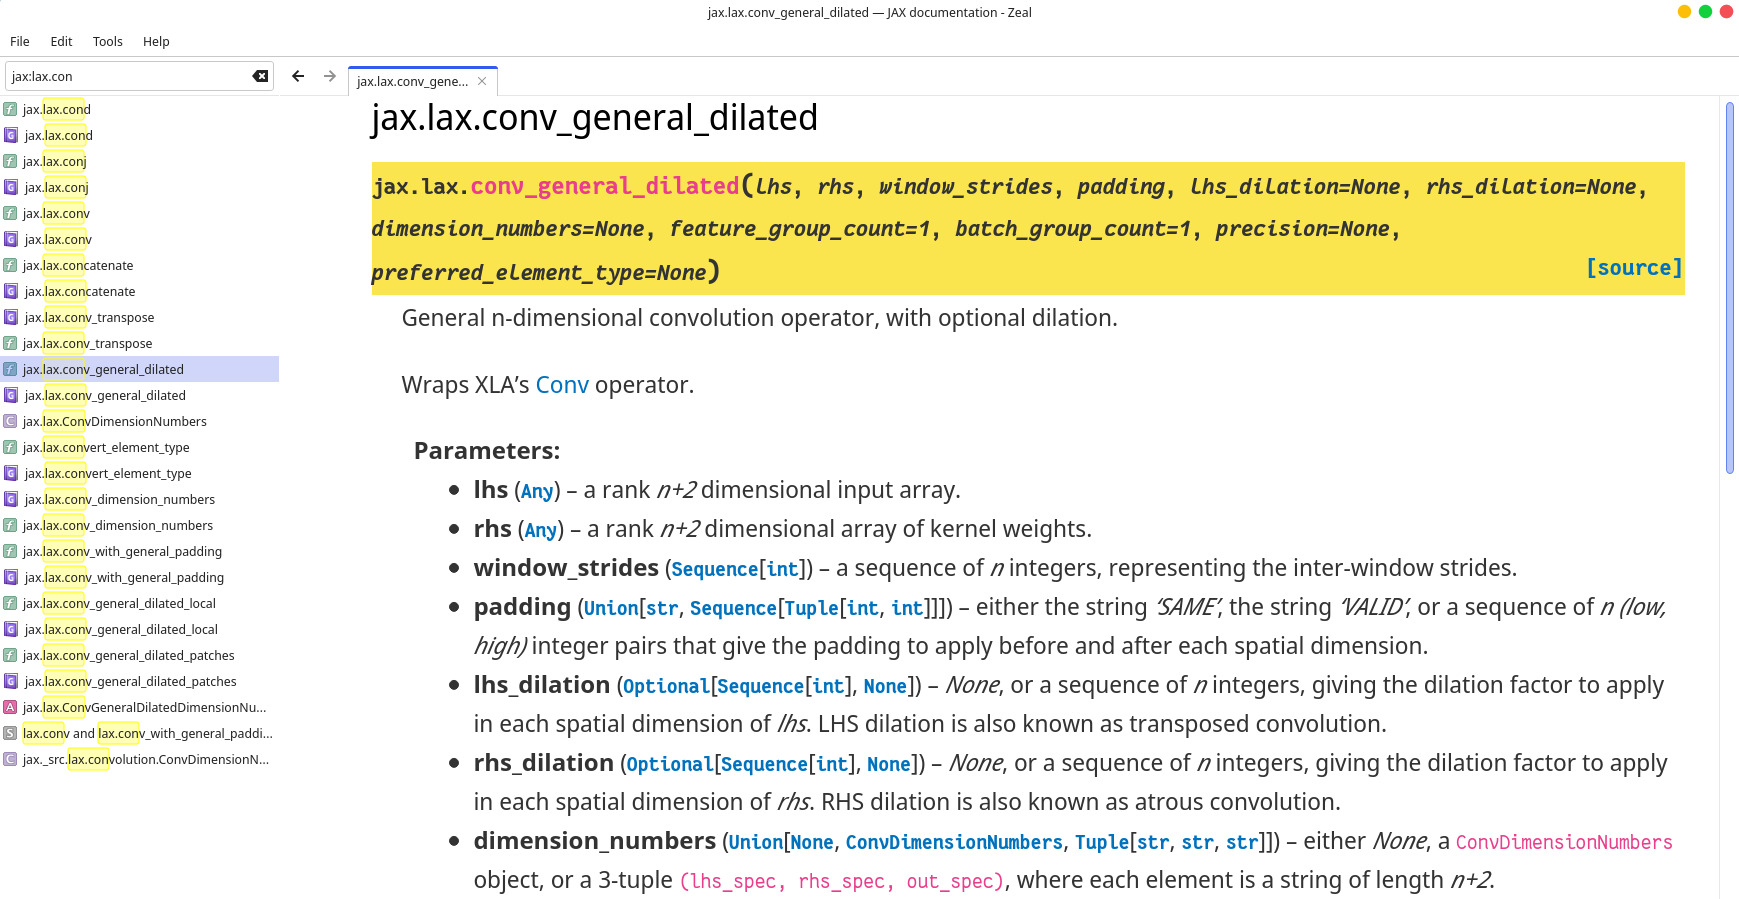 jax.lax.conv_general_dilated — JAX documentation - Zeal
File Edit Tools Help
jax:lax.con
jax.lax.conv_gene...
jax.lax.cond
jax.lax.cond
jax.lax.conj
jax.lax.conj
jax.lax.conv
jax.lax.conv
jax.lax.concatenate
jax.lax.concatenate
jax.lax.conv_transpose
jax.lax.conv_transpose
jax.lax.conv_general_dilated
jax.lax.conv_general_dilated
jax.lax.ConvDimensionNumbers
jax.lax.convert_element_type
jax.lax.convert_element_type
jax.lax.conv_dimension_numbers
jax.lax.conv_dimension_numbers
jax.lax.conv_with_general_padding
jax.lax.conv_with_general_padding
jax.lax.conv_general_dilated_local
jax.lax.conv_general_dilated_local
jax.lax.conv_general_dilated_patches
jax.lax.conv_general_dilated_patches
jax.lax.ConvGeneralDilatedDimensionNu...
lax.conv and lax.conv_with_general_paddi...
jax._src.lax.convolution.ConvDimensionN...
jax.lax.conv_general_dilated
jax.lax.conv_general_dilated(lhs, rhs, window_strides, padding, lhs_dilation=None, rhs_dilation=None,
dimension_numbers=None, feature_group_count=1, batch_group_count=1, precision=None,
preferred_element_type=None) [source]
General n-dimensional convolution operator, with optional dilation.
Wraps XLA’s Conv operator.
Parameters:
• lhs (Any) – a rank n+2 dimensional input array.
• rhs (Any) – a rank n+2 dimensional array of kernel weights.
• window_strides (Sequence[int]) – a sequence of n integers, representing the inter-window strides.
• padding (Union[str, Sequence[Tuple[int, int]]]) – either the string ‘SAME’, the string ‘VALID’, or a sequence of n (low,
high) integer pairs that give the padding to apply before and after each spatial dimension.
• lhs_dilation (Optional[Sequence[int], None]) – None, or a sequence of n integers, giving the dilation factor to apply
in each spatial dimension of lhs. LHS dilation is also known as transposed convolution.
• rhs_dilation (Optional[Sequence[int], None]) – None, or a sequence of n integers, giving the dilation factor to apply
in each spatial dimension of rhs. RHS dilation is also known as atrous convolution.
• dimension_numbers (Union[None, ConvDimensionNumbers, Tuple[str, str, str]]) – either None, a ConvDimensionNumbers
object, or a 3-tuple (lhs_spec, rhs_spec, out_spec), where each element is a string of length n+2.